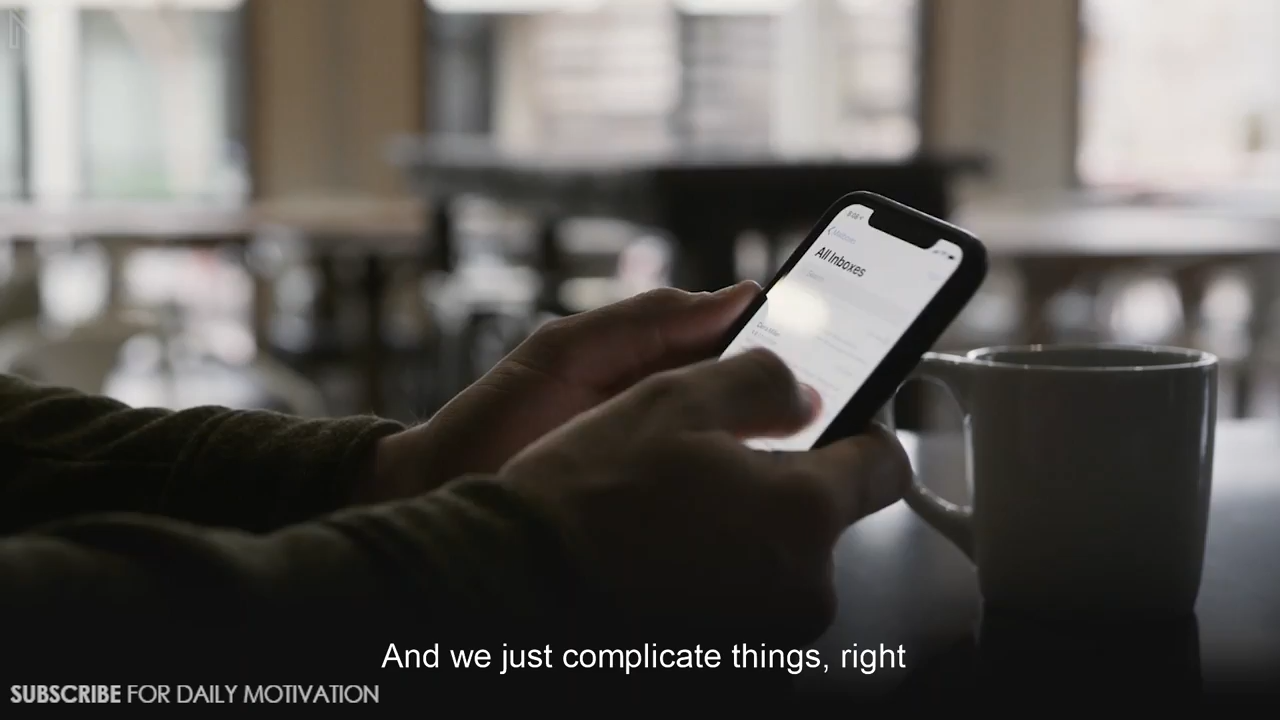 All Inboxes
And we just complicate things, right
SUBSCRIBE FOR DAILY MOTIVATION